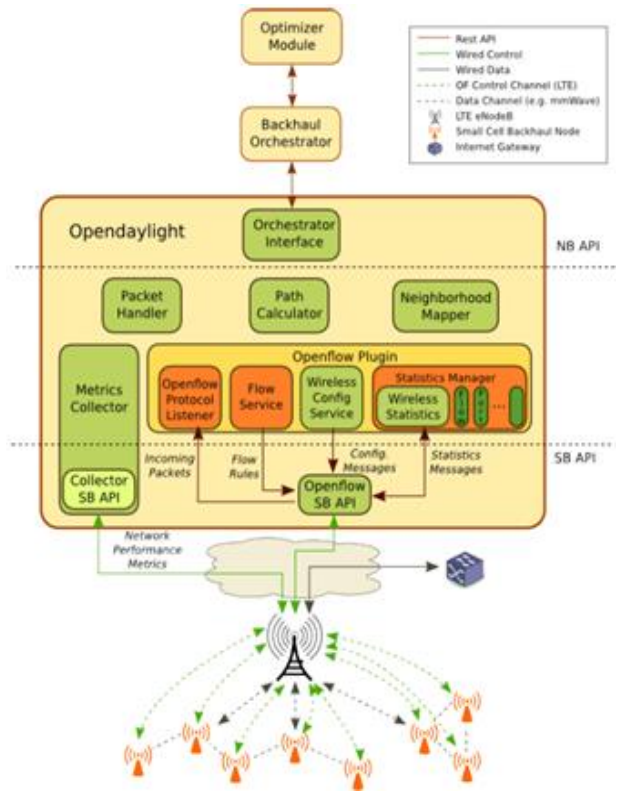 Optimizer
Module
Rest API
Wired Control
Wired Data
OF Control Channel (LTE)
Data Channel (e.g. mmWave)
LTE eNodeB
Small Cell Backhaul Node
Internet Gateway
Backhaul
Orchestrator
Opendaylight
Orchestrator
Interface
NB API
Packet
Handler
Path
Calculator
Neighborhood
Mapper
Metrics
Collector
Openflow Plugin
Openflow
Protocol
Listener
Flow
Service
Wireless
Config
Service
Statistics Manager
Wireless
Statistics
...
Incoming
Packets
Flow
Rules
Config.
Messages
Statistics
Messages
SB API
Collector
SB API
Openflow
SB API
Network
Performance
Metrics